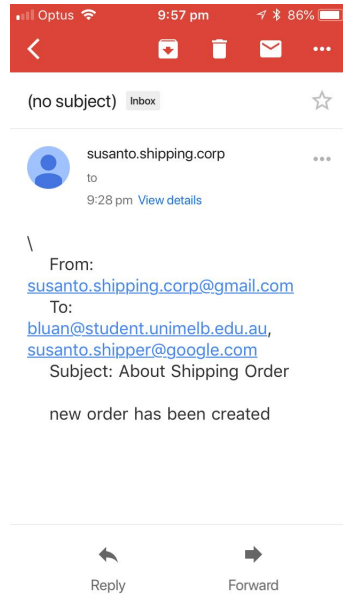 Optus 9:57 pm 86%
(no subject) Inbox
susanto.shipping.corp
to
9:28 pm View details
\
From:
susanto.shipping.corp@gmail.com
To:
bluan@student.unimelb.edu.au,
susanto.shipper@google.com
Subject: About Shipping Order
new order has been created
Reply Forward